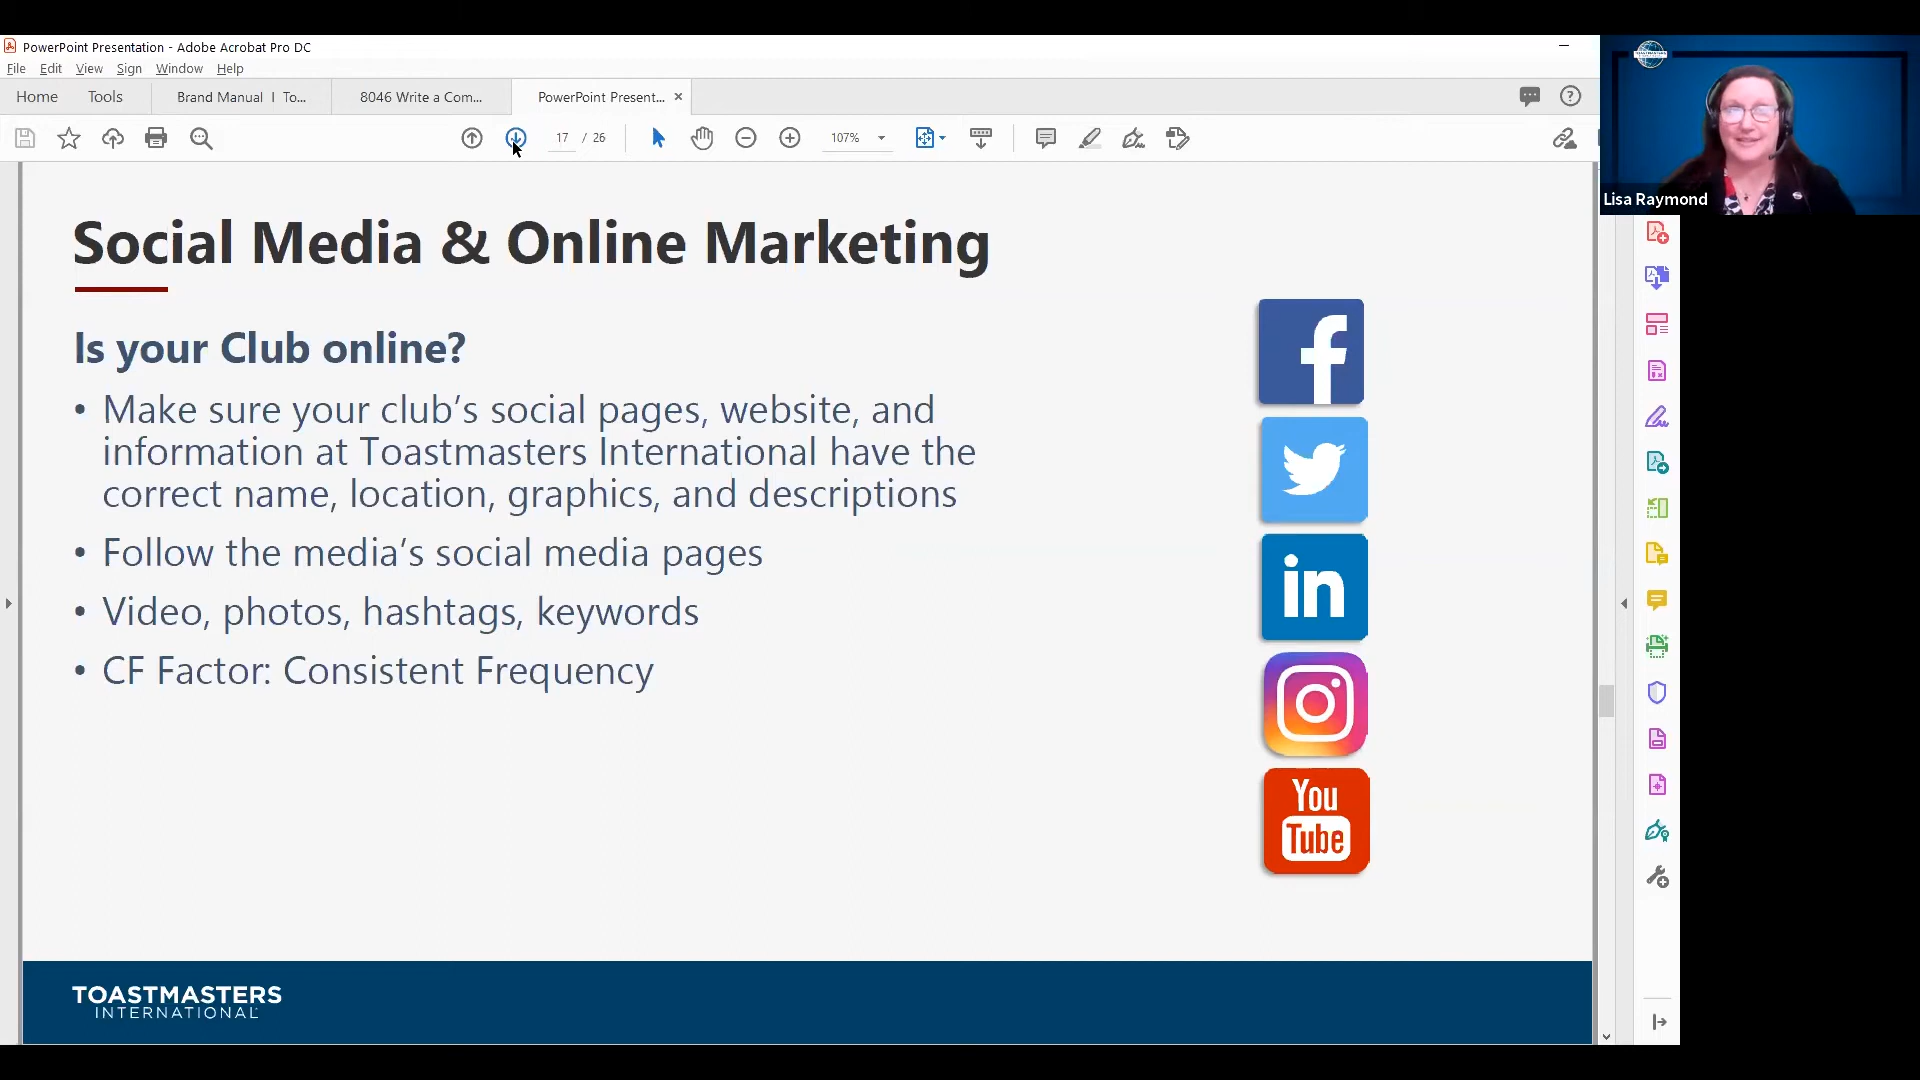 PowerPoint Presentation - Adobe Acrobat Pro DC
File Edit View Sign Window Help
Home Tools Brand Manual I To... 8046 Write a Com... PowerPoint Present... ×
17 / 26 107%
Lisa Raymond
Social Media & Online Marketing
Is your Club online?
• Make sure your club’s social pages, website, and
information at Toastmasters International have the
correct name, location, graphics, and descriptions
• Follow the media’s social media pages
• Video, photos, hashtags, keywords
• CF Factor: Consistent Frequency
f
in
You
Tube
TOASTMASTERS
INTERNATIONAL